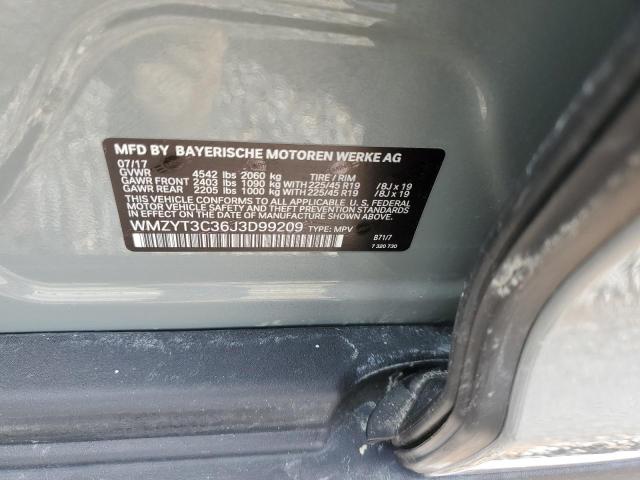 MFD BY BAYERISCHE MOTOREN WERKE AG
07/17
GVWR 4542 lbs 2060 kg TIRE / RIM
GAWR FRONT 2403 lbs 1090 kg WITH 225/45 R19 /8J x 19
GAWR REAR 2205 lbs 1000 kg WITH 225/45 R19 /8J x 19
THIS VEHICLE CONFORMS TO ALL APPLICABLE U. S. FEDERAL
MOTOR VEHICLE SAFETY, BUMPER, AND THEFT PREVENTION STANDARDS
IN EFFECT ON THE DATE OF MANUFACTURE SHOWN ABOVE.
WMZYT3C36J3D99209 TYPE: MPV
B71/7
7 320 730